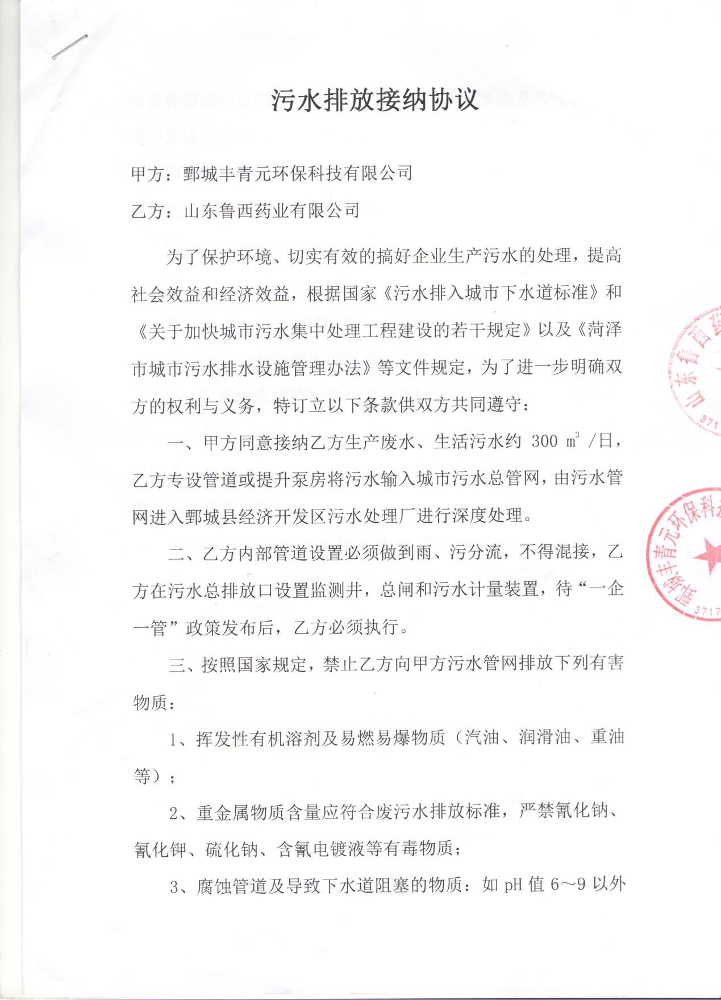 污水排放接纳协议
甲方：鄄城丰青元环保科技有限公司
乙方：山东鲁西药业有限公司
为了保护环境、切实有效的搞好企业生产污水的处理，提高
社会效益和经济效益，根据国家《污水排入城市下水道标准》和
《关于加快城市污水集中处理工程建设的若干规定》以及《菏泽
市城市污水排水设施管理办法》等文件规定，为了进一步明确双
方的权利与义务，特订立以下条款供双方共同遵守：
一、甲方同意接纳乙方生产废水、生活污水约 300 m³ /日，
乙方专设管道或提升泵房将污水输入城市污水总管网，由污水管
网进入鄄城县经济开发区污水处理厂进行深度处理。
二、乙方内部管道设置必须做到雨、污分流，不得混接，乙
方在污水总排放口设置监测井，总闸和污水计量装置，待“一企
一管”政策发布后，乙方必须执行。
三、按照国家规定，禁止乙方向甲方污水管网排放下列有害
物质：
1、挥发性有机溶剂及易燃易爆物质（汽油、润滑油、重油
等）；
2、重金属物质含量应符合废污水排放标准，严禁氰化钠、
氰化钾、硫化钠、含氰电镀液等有毒物质；
3、腐蚀管道及导致下水道阻塞的物质：如 pH 值 6～9 以外
山东鲁西药
371
鄄城丰青元环保科
3717